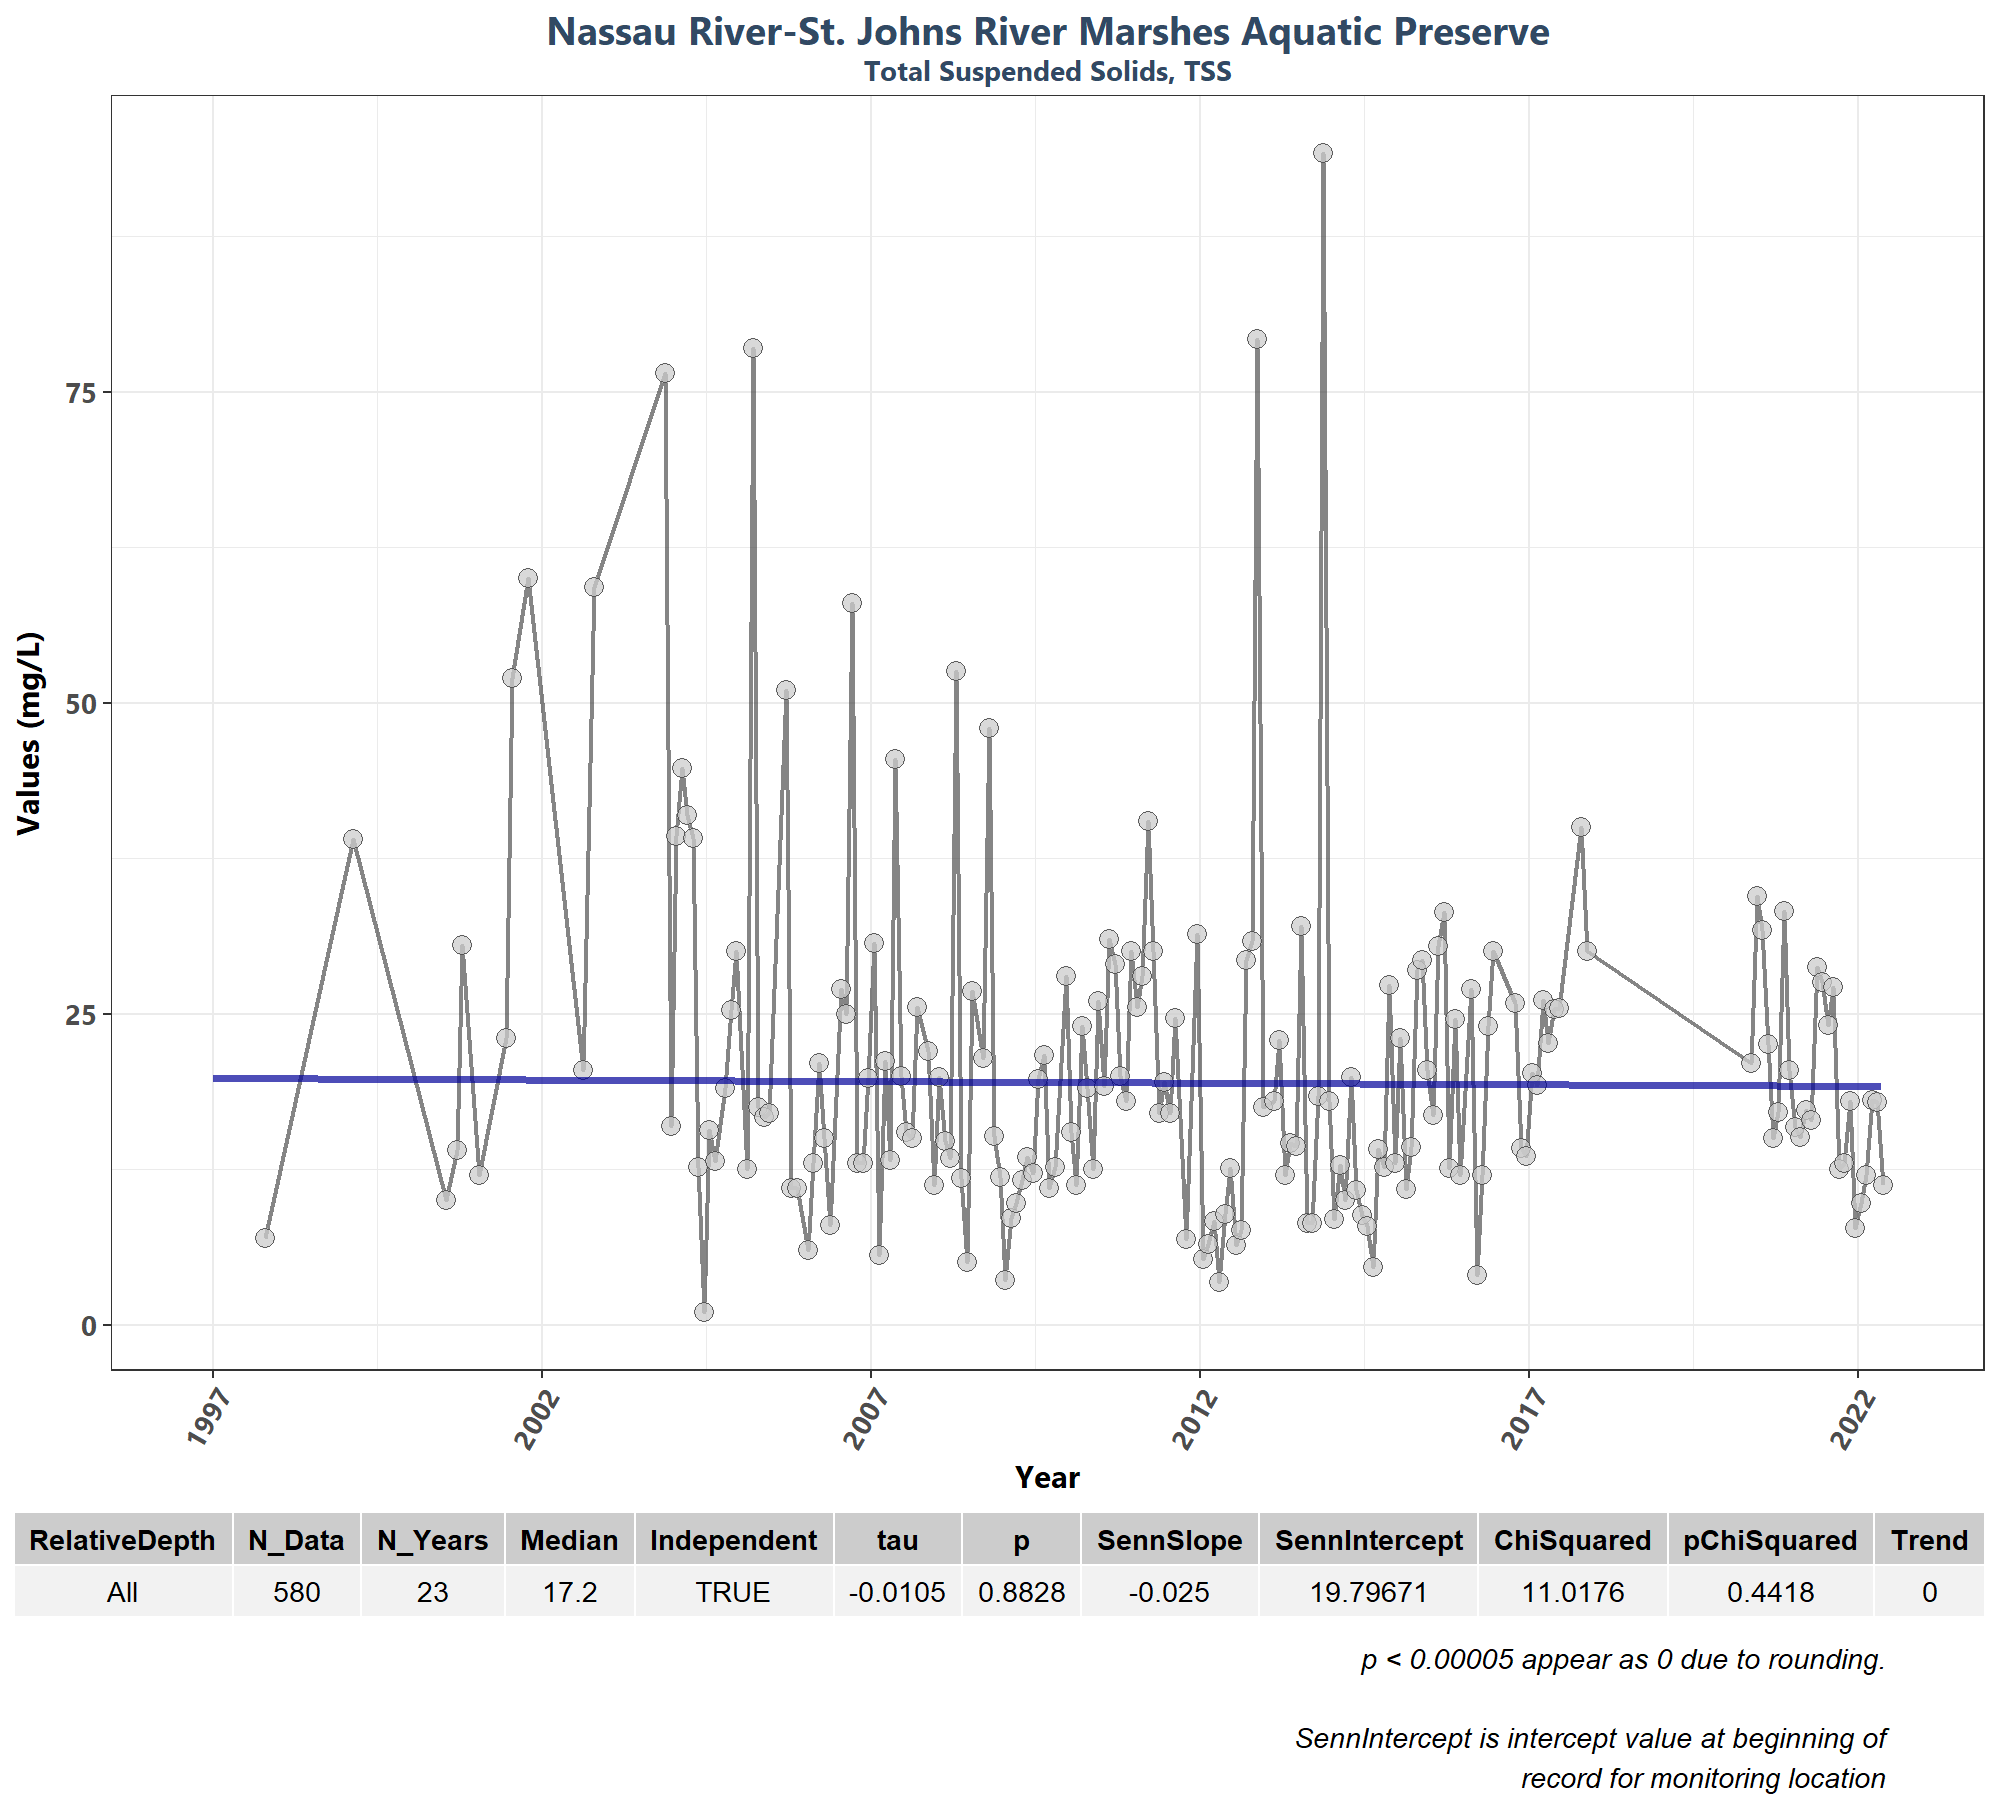 Nassau River-St. Johns River Marshes Aquatic Preserve
Total Suspended Solids, TSS
Values (mg/L)
75
50
25
0
1997 2002 2007 2012 2017 2022
Year
RelativeDepth N_Data N_Years Median Independent tau p SennSlope SennIntercept ChiSquared pChiSquared Trend
All 580 23 17.2 TRUE -0.0105 0.8828 -0.025 19.79671 11.0176 0.4418 0
p < 0.00005 appear as 0 due to rounding.
SennIntercept is intercept value at beginning of
record for monitoring location